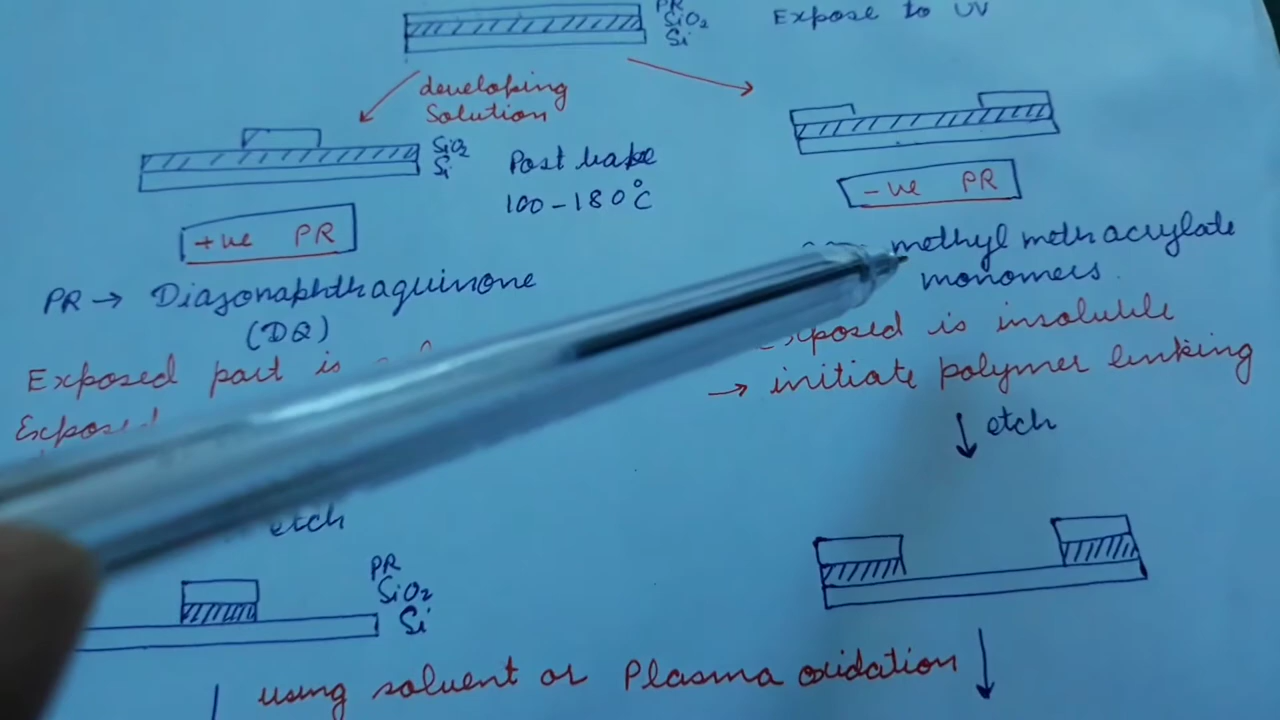 PR
SiO₂
Si
Expose to UV
developing
Solution
SiO₂
Si
Post bake
100-180°C
+ve PR
-ve PR
PR → Diazonaphthaquinone
(DQ)
methyl methacrylate
monomers.
Exposed part is
Exposed
exposed is insoluble
→ initiate polymer linking
etch
etch
PR
SiO₂
Si
using solvent or Plasma oxidation